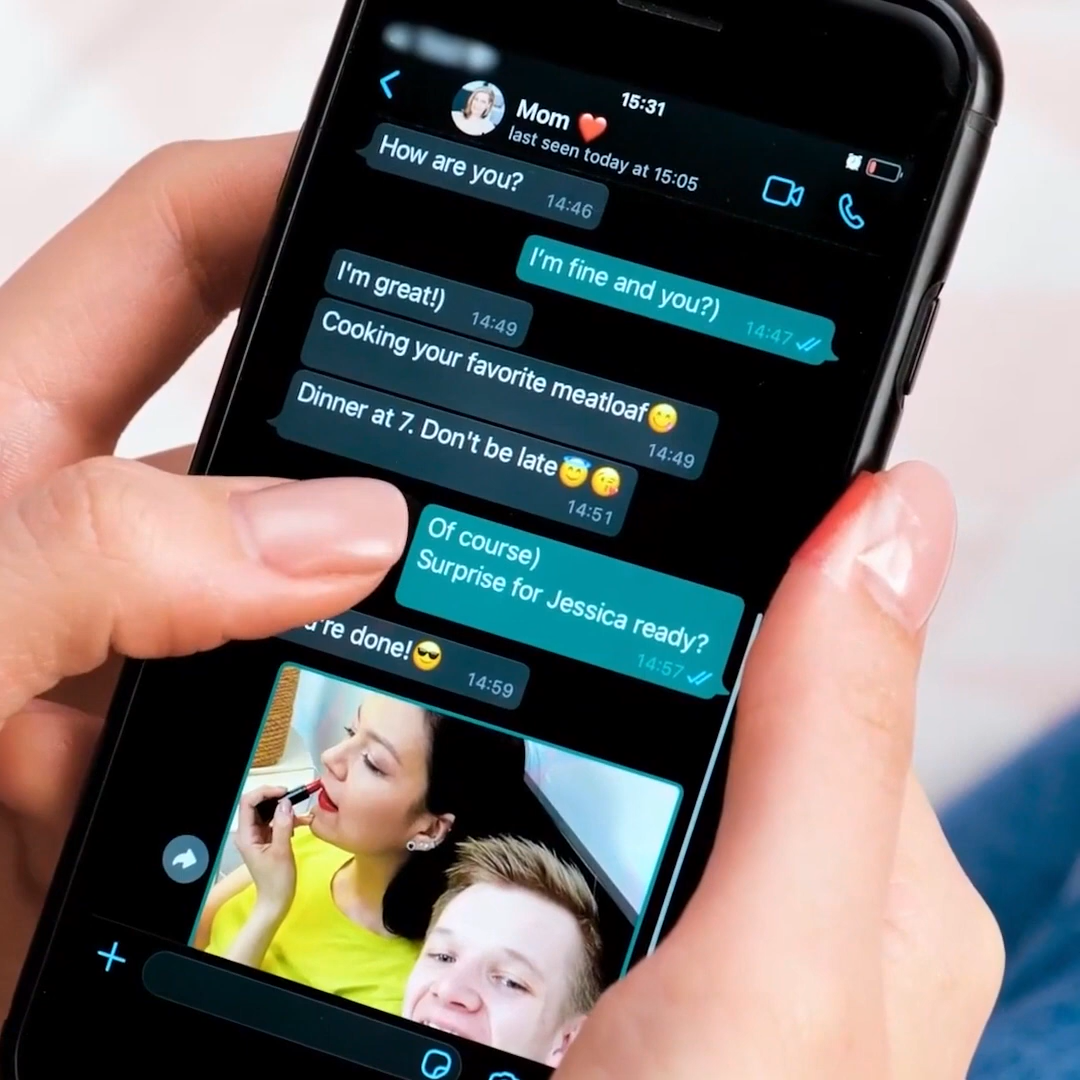 15:31
Mom ❤️
last seen today at 15:05
How are you?
14:46
I'm fine and you?)
14:47
I'm great!)
14:49
Cooking your favorite meatloaf😋
14:49
Dinner at 7. Don't be late😇😘
14:51
Of course)
Surprise for Jessica ready?
14:57
done!😎
14:59